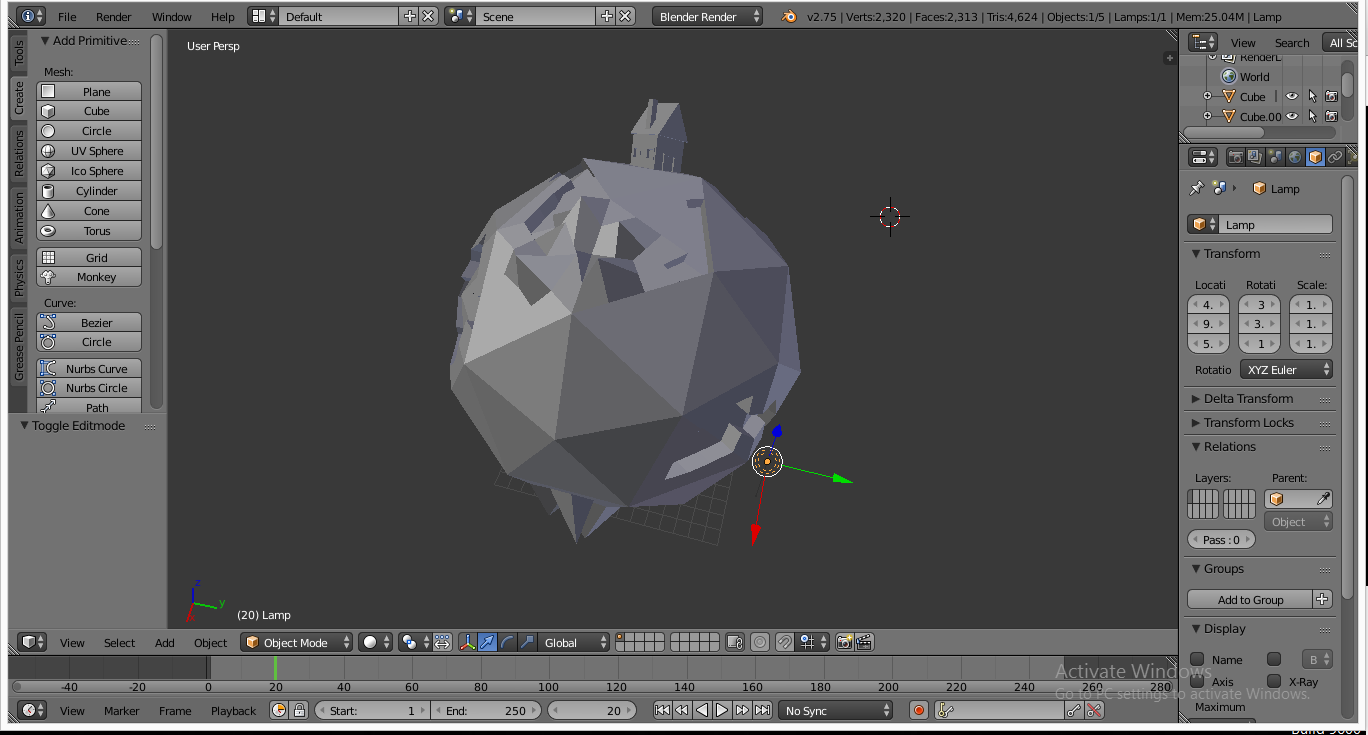 File Render Window Help Default Scene Blender Render v2.75 | Verts:2,320 | Faces:2,313 | Tris:4,624 | Objects:1/5 | Lamps:1/1 | Mem:25.04M | Lamp
Tools
Create
Relations
Animation
Physics
Grease Pencil
Add Primitive
Mesh:
Plane
Cube
Circle
UV Sphere
Ico Sphere
Cylinder
Cone
Torus
Grid
Monkey
Curve:
Bezier
Circle
Nurbs Curve
Nurbs Circle
Path
Toggle Editmode
User Persp
z
y
(20) Lamp
View Search All Sc
World
Cube |
Cube.00
Lamp
Lamp
Transform
Locati Rotati Scale:
4. 3 1.
9. 3. 1.
5. 1 1.
Rotatio XYZ Euler
Delta Transform
Transform Locks
Relations
Layers: Parent:
Object
Pass : 0
Groups
Add to Group
Display
Name B
Axis X-Ray
Maximum
View Select Add Object Object Mode Global
-40 -20 0 20 40 60 80 100 120 140 160 180 200 220 240 260 280
View Marker Frame Playback Start: 1 End: 250 20 No Sync
Activate Windows
Go to PC settings to activate Windows.